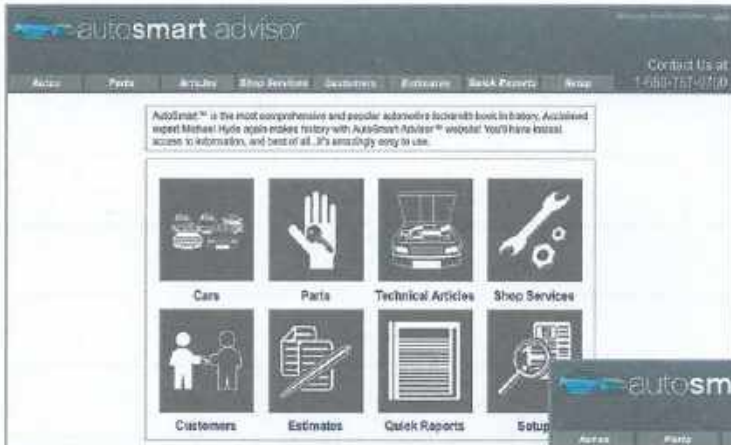 autosmart advisor
Contact Us at
Autos Parts Articles Shop Services Customers Estimates Quick Reports Setup
AutoSmart™ is the most comprehensive and popular automotive locksmith book in history. Acclaimed
expert Michael Hyde again makes history with AutoSmart Advisor™ website! You'll have instant
access to information, and best of all...it's amazingly easy to use.
Cars Parts Technical Articles Shop Services
Customers Estimates Quick Reports Setup
autosm
Autos Parts